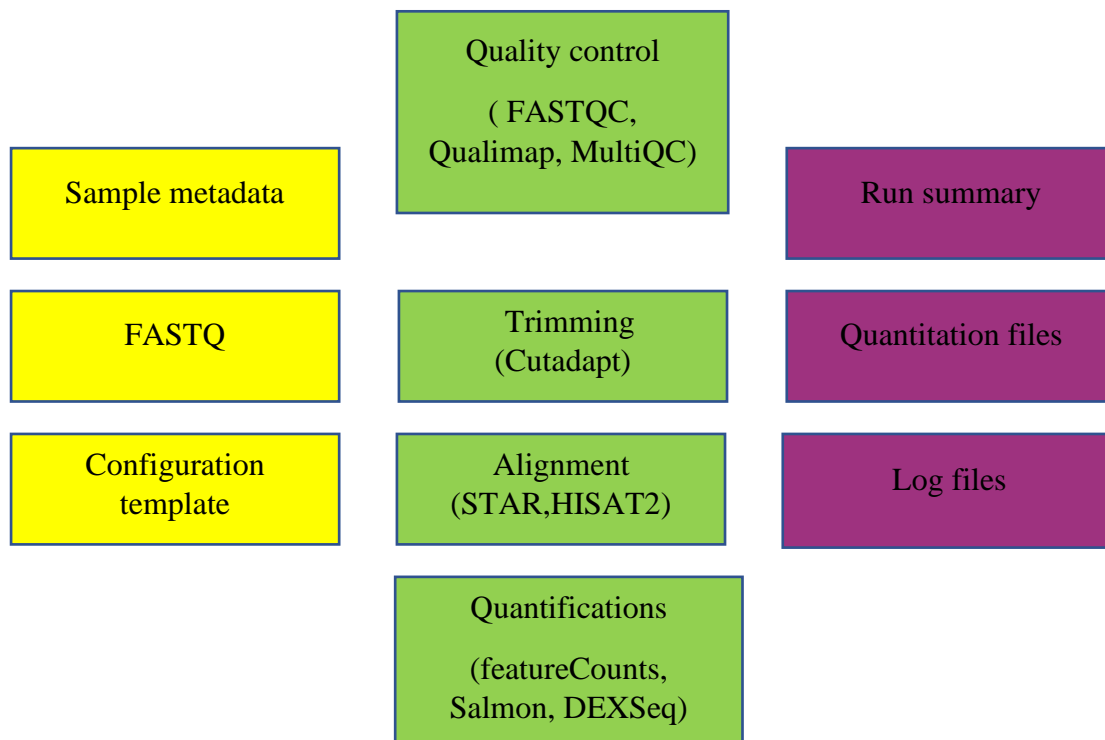 Quality control
( FASTQC,
Qualimap, MultiQC)
Sample metadata
Run summary
FASTQ
Trimming
(Cutadapt)
Quantitation files
Configuration
template
Alignment
(STAR,HISAT2)
Log files
Quantifications
(featureCounts,
Salmon, DEXSeq)